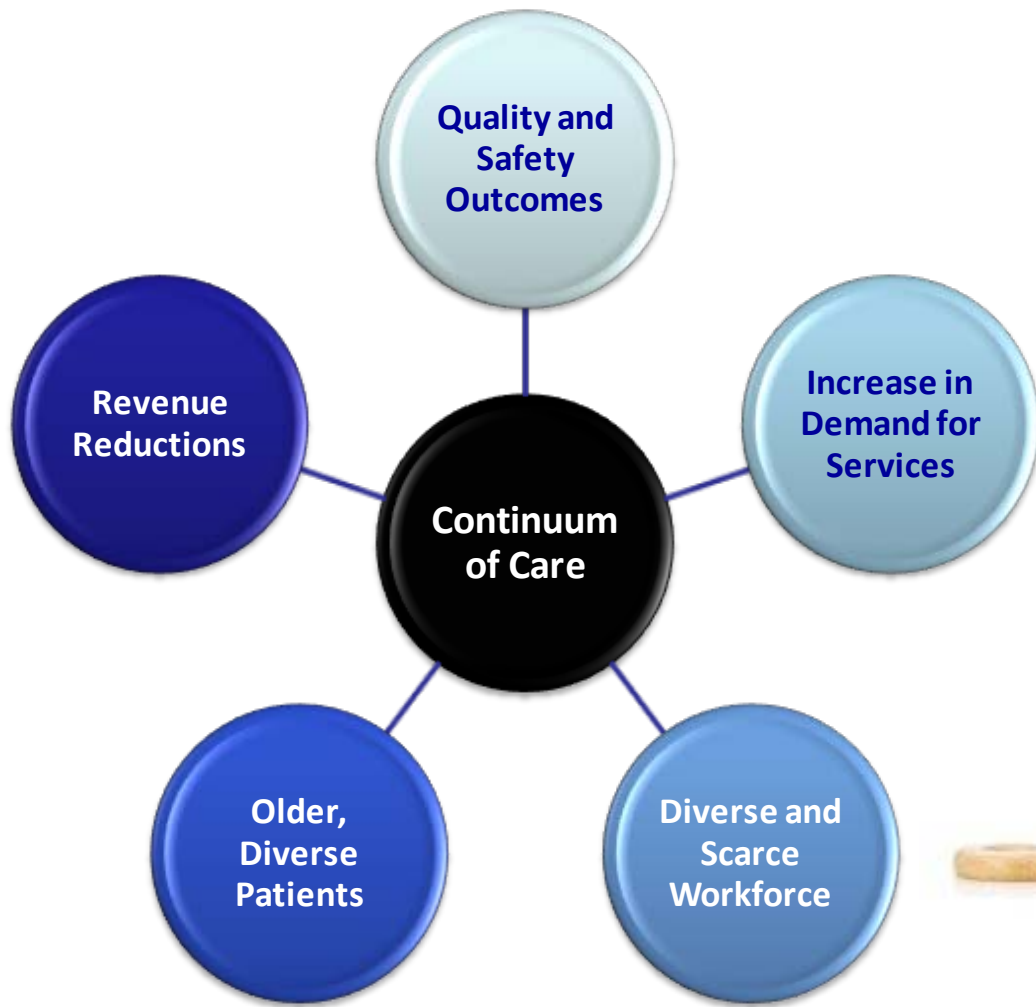 Quality and
Safety
Outcomes
Increase in
Demand for
Services
Revenue
Reductions
Continuum
of Care
Older,
Diverse
Patients
Diverse and
Scarce
Workforce